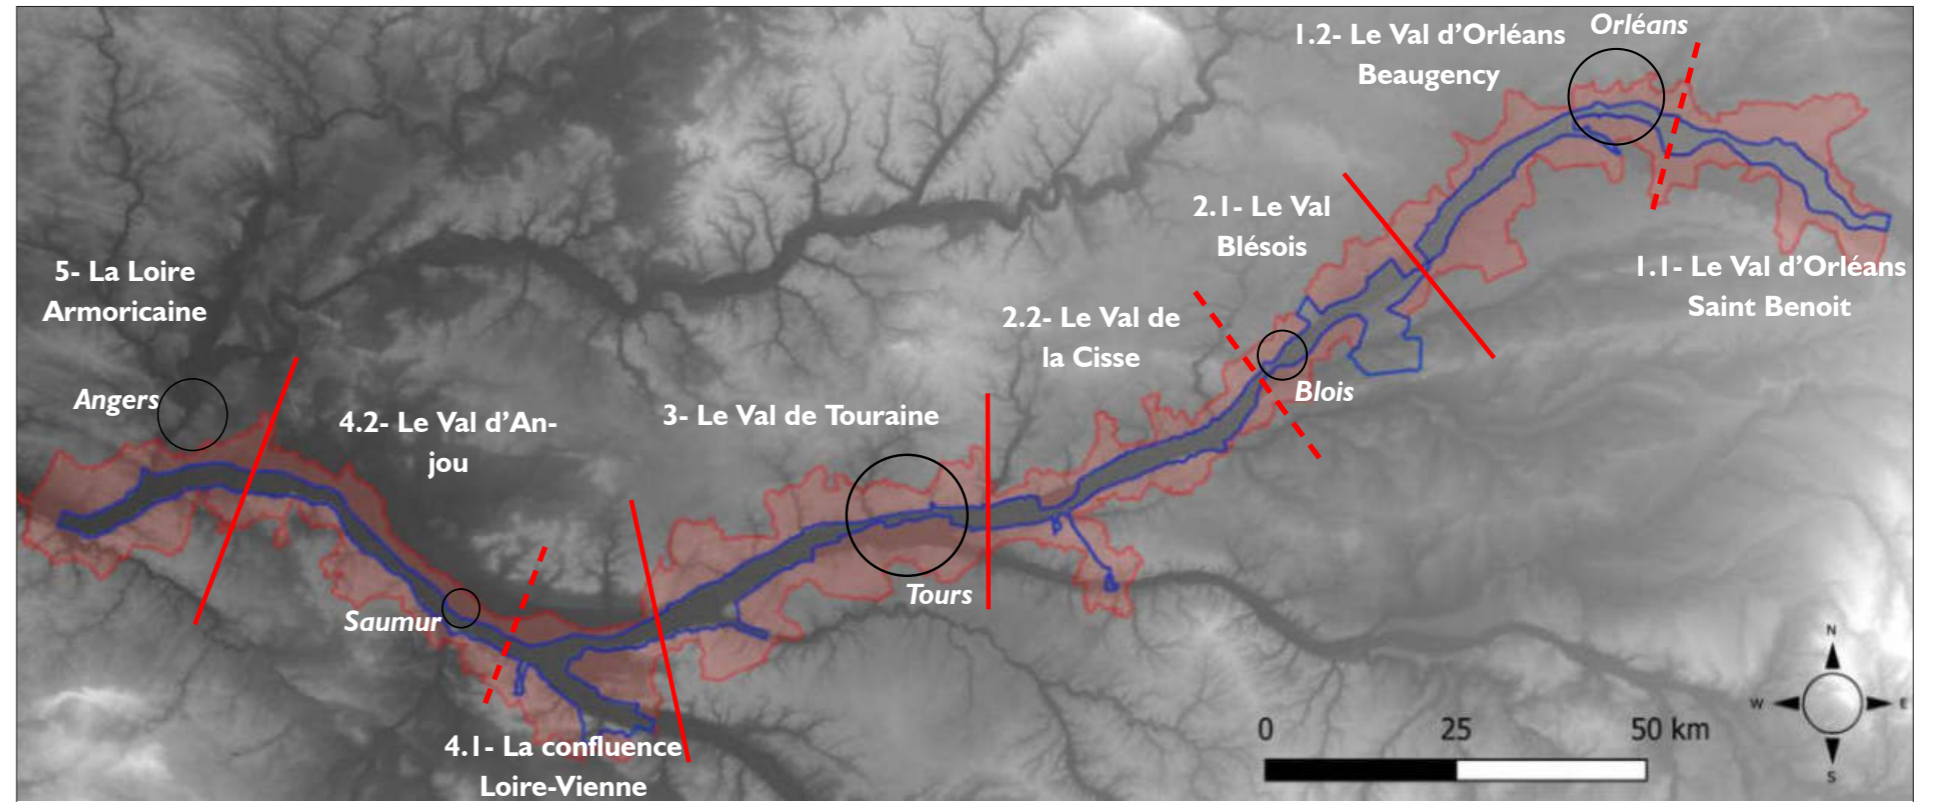 Orléans
1.2- Le Val d'Orléans
Beaugency
2.1- Le Val
Blésois
1.1- Le Val d'Orléans
Saint Benoit
5- La Loire
Armoricaine
2.2- Le Val de
la Cisse
Blois
Angers
4.2- Le Val d'An-
jou
3- Le Val de Touraine
Tours
Saumur
4.1- La confluence
Loire-Vienne
N
W
E
S
0 25 50 km